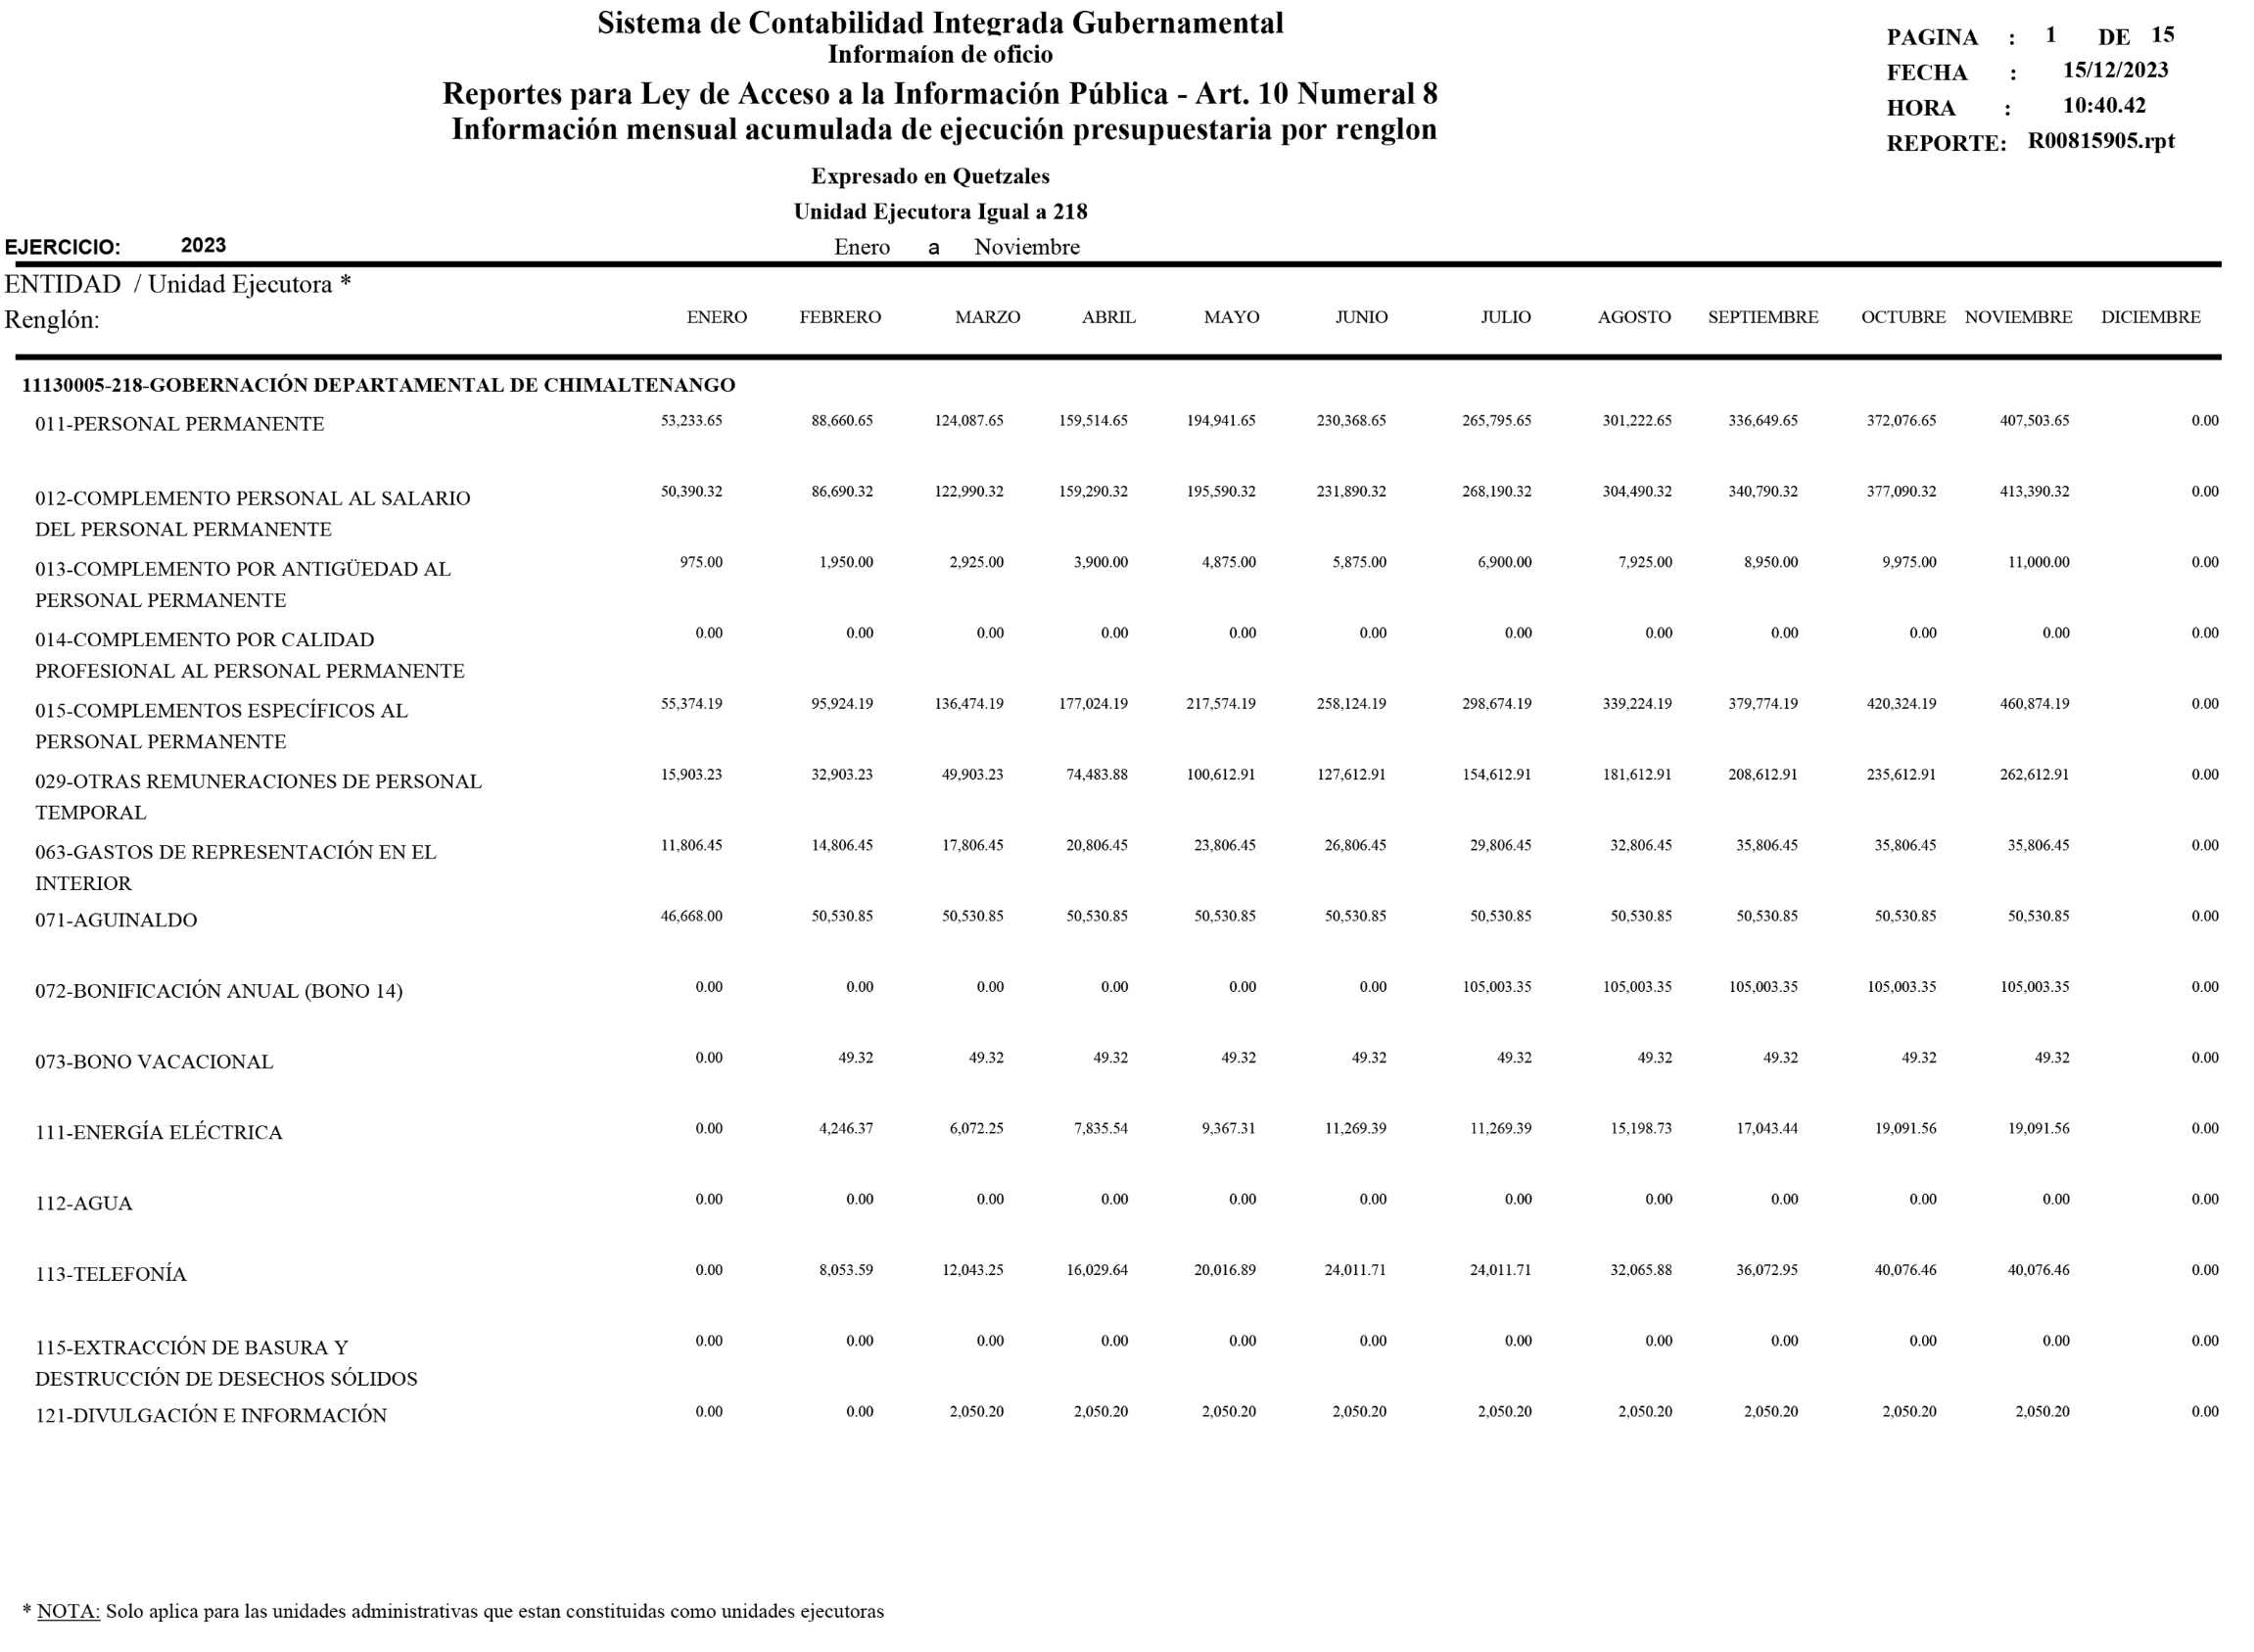 Sistema de Contabilidad Integrada Gubernamental
Informaíon de oficio
Reportes para Ley de Acceso a la Información Pública - Art. 10 Numeral 8
Información mensual acumulada de ejecución presupuestaria por renglon
Expresado en Quetzales
Unidad Ejecutora Igual a 218
PAGINA : 1 DE 15
FECHA : 15/12/2023
HORA : 10:40.42
REPORTE: R00815905.rpt
EJERCICIO: 2023 Enero a Noviembre
ENTIDAD / Unidad Ejecutora *
Renglón: ENERO FEBRERO MARZO ABRIL MAYO JUNIO JULIO AGOSTO SEPTIEMBRE OCTUBRE NOVIEMBRE DICIEMBRE
11130005-218-GOBERNACIÓN DEPARTAMENTAL DE CHIMALTENANGO
011-PERSONAL PERMANENTE 53,233.65 88,660.65 124,087.65 159,514.65 194,941.65 230,368.65 265,795.65 301,222.65 336,649.65 372,076.65 407,503.65 0.00
012-COMPLEMENTO PERSONAL AL SALARIO 50,390.32 86,690.32 122,990.32 159,290.32 195,590.32 231,890.32 268,190.32 304,490.32 340,790.32 377,090.32 413,390.32 0.00
DEL PERSONAL PERMANENTE
013-COMPLEMENTO POR ANTIGÜEDAD AL 975.00 1,950.00 2,925.00 3,900.00 4,875.00 5,875.00 6,900.00 7,925.00 8,950.00 9,975.00 11,000.00 0.00
PERSONAL PERMANENTE
014-COMPLEMENTO POR CALIDAD 0.00 0.00 0.00 0.00 0.00 0.00 0.00 0.00 0.00 0.00 0.00 0.00
PROFESIONAL AL PERSONAL PERMANENTE
015-COMPLEMENTOS ESPECÍFICOS AL 55,374.19 95,924.19 136,474.19 177,024.19 217,574.19 258,124.19 298,674.19 339,224.19 379,774.19 420,324.19 460,874.19 0.00
PERSONAL PERMANENTE
029-OTRAS REMUNERACIONES DE PERSONAL 15,903.23 32,903.23 49,903.23 74,483.88 100,612.91 127,612.91 154,612.91 181,612.91 208,612.91 235,612.91 262,612.91 0.00
TEMPORAL
063-GASTOS DE REPRESENTACIÓN EN EL 11,806.45 14,806.45 17,806.45 20,806.45 23,806.45 26,806.45 29,806.45 32,806.45 35,806.45 35,806.45 35,806.45 0.00
INTERIOR
071-AGUINALDO 46,668.00 50,530.85 50,530.85 50,530.85 50,530.85 50,530.85 50,530.85 50,530.85 50,530.85 50,530.85 50,530.85 0.00
072-BONIFICACIÓN ANUAL (BONO 14) 0.00 0.00 0.00 0.00 0.00 0.00 105,003.35 105,003.35 105,003.35 105,003.35 105,003.35 0.00
073-BONO VACACIONAL 0.00 49.32 49.32 49.32 49.32 49.32 49.32 49.32 49.32 49.32 49.32 0.00
111-ENERGÍA ELÉCTRICA 0.00 4,246.37 6,072.25 7,835.54 9,367.31 11,269.39 11,269.39 15,198.73 17,043.44 19,091.56 19,091.56 0.00
112-AGUA 0.00 0.00 0.00 0.00 0.00 0.00 0.00 0.00 0.00 0.00 0.00 0.00
113-TELEFONÍA 0.00 8,053.59 12,043.25 16,029.64 20,016.89 24,011.71 24,011.71 32,065.88 36,072.95 40,076.46 40,076.46 0.00
115-EXTRACCIÓN DE BASURA Y 0.00 0.00 0.00 0.00 0.00 0.00 0.00 0.00 0.00 0.00 0.00 0.00
DESTRUCCIÓN DE DESECHOS SÓLIDOS
121-DIVULGACIÓN E INFORMACIÓN 0.00 0.00 2,050.20 2,050.20 2,050.20 2,050.20 2,050.20 2,050.20 2,050.20 2,050.20 2,050.20 0.00
* NOTA: Solo aplica para las unidades administrativas que estan constituidas como unidades ejecutoras